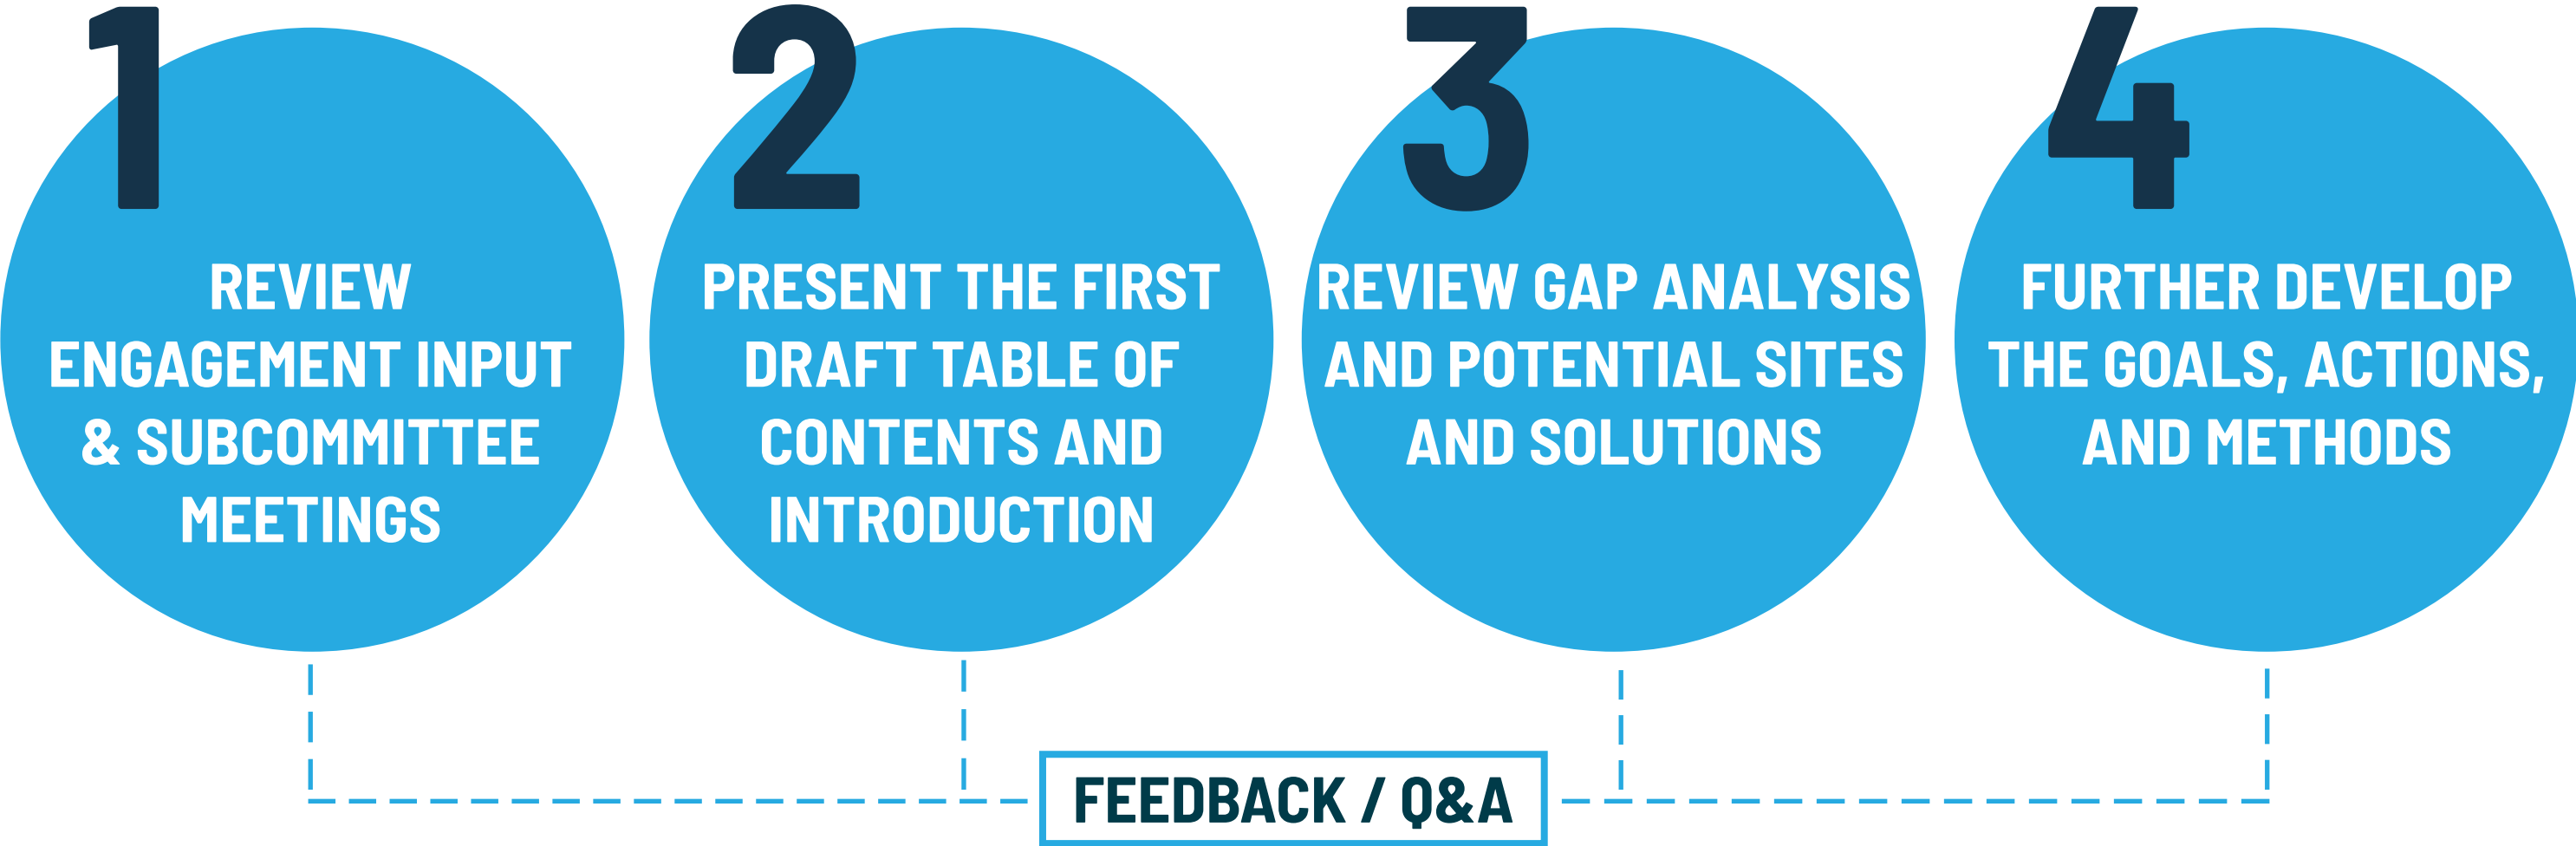 1
REVIEW
ENGAGEMENT INPUT
& SUBCOMMITTEE
MEETINGS
2
PRESENT THE FIRST
DRAFT TABLE OF
CONTENTS AND
INTRODUCTION
3
REVIEW GAP ANALYSIS
AND POTENTIAL SITES
AND SOLUTIONS
4
FURTHER DEVELOP
THE GOALS, ACTIONS,
AND METHODS
FEEDBACK / Q&A